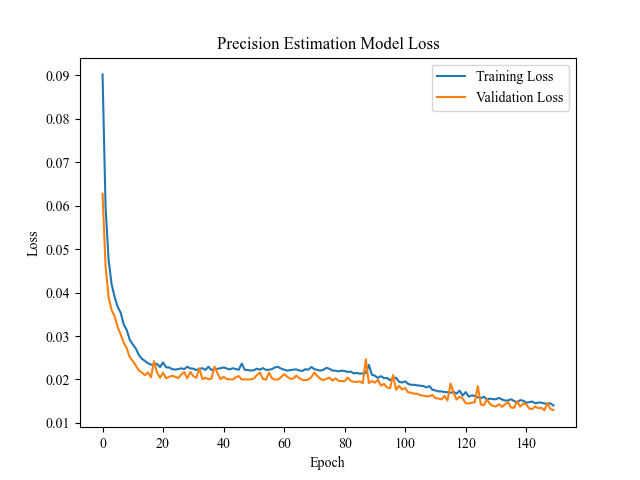 Precision Estimation Model Loss
Training Loss
Validation Loss
0.09
0.08
0.07
0.06
0.05
0.04
0.03
0.02
0.01
Loss
0 20 40 60 80 100 120 140
Epoch